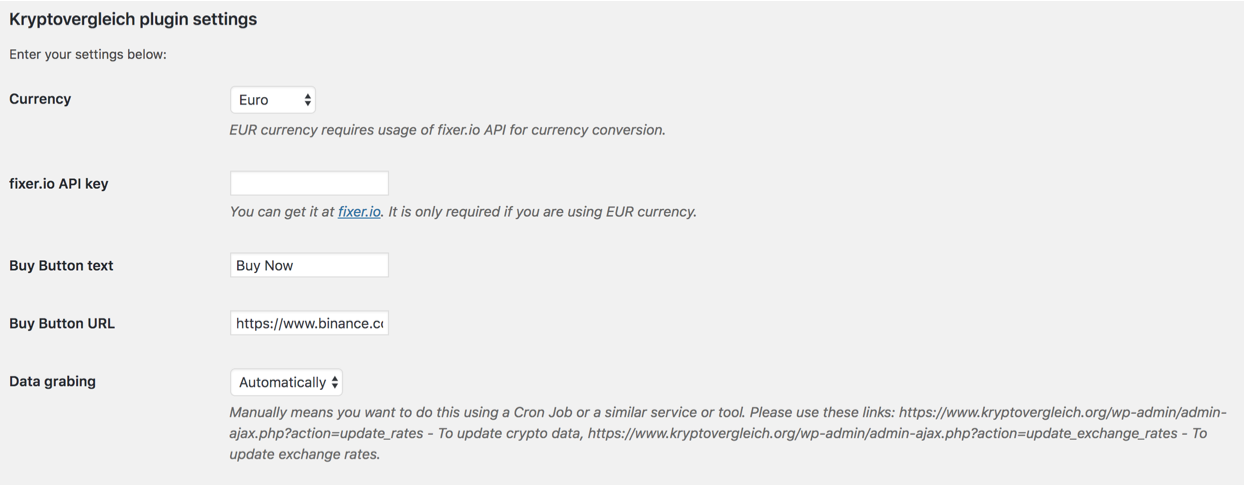 Kryptovergleich plugin settings
Enter your settings below:
Currency
Euro
EUR currency requires usage of fixer.io API for currency conversion.
fixer.io API key
You can get it at fixer.io. It is only required if you are using EUR currency.
Buy Button text
Buy Now
Buy Button URL
https://www.binance.co
Data grabing
Automatically
Manually means you want to do this using a Cron Job or a similar service or tool. Please use these links: https://www.kryptovergleich.org/wp-admin/admin-
ajax.php?action=update_rates - To update crypto data, https://www.kryptovergleich.org/wp-admin/admin-ajax.php?action=update_exchange_rates - To
update exchange rates.